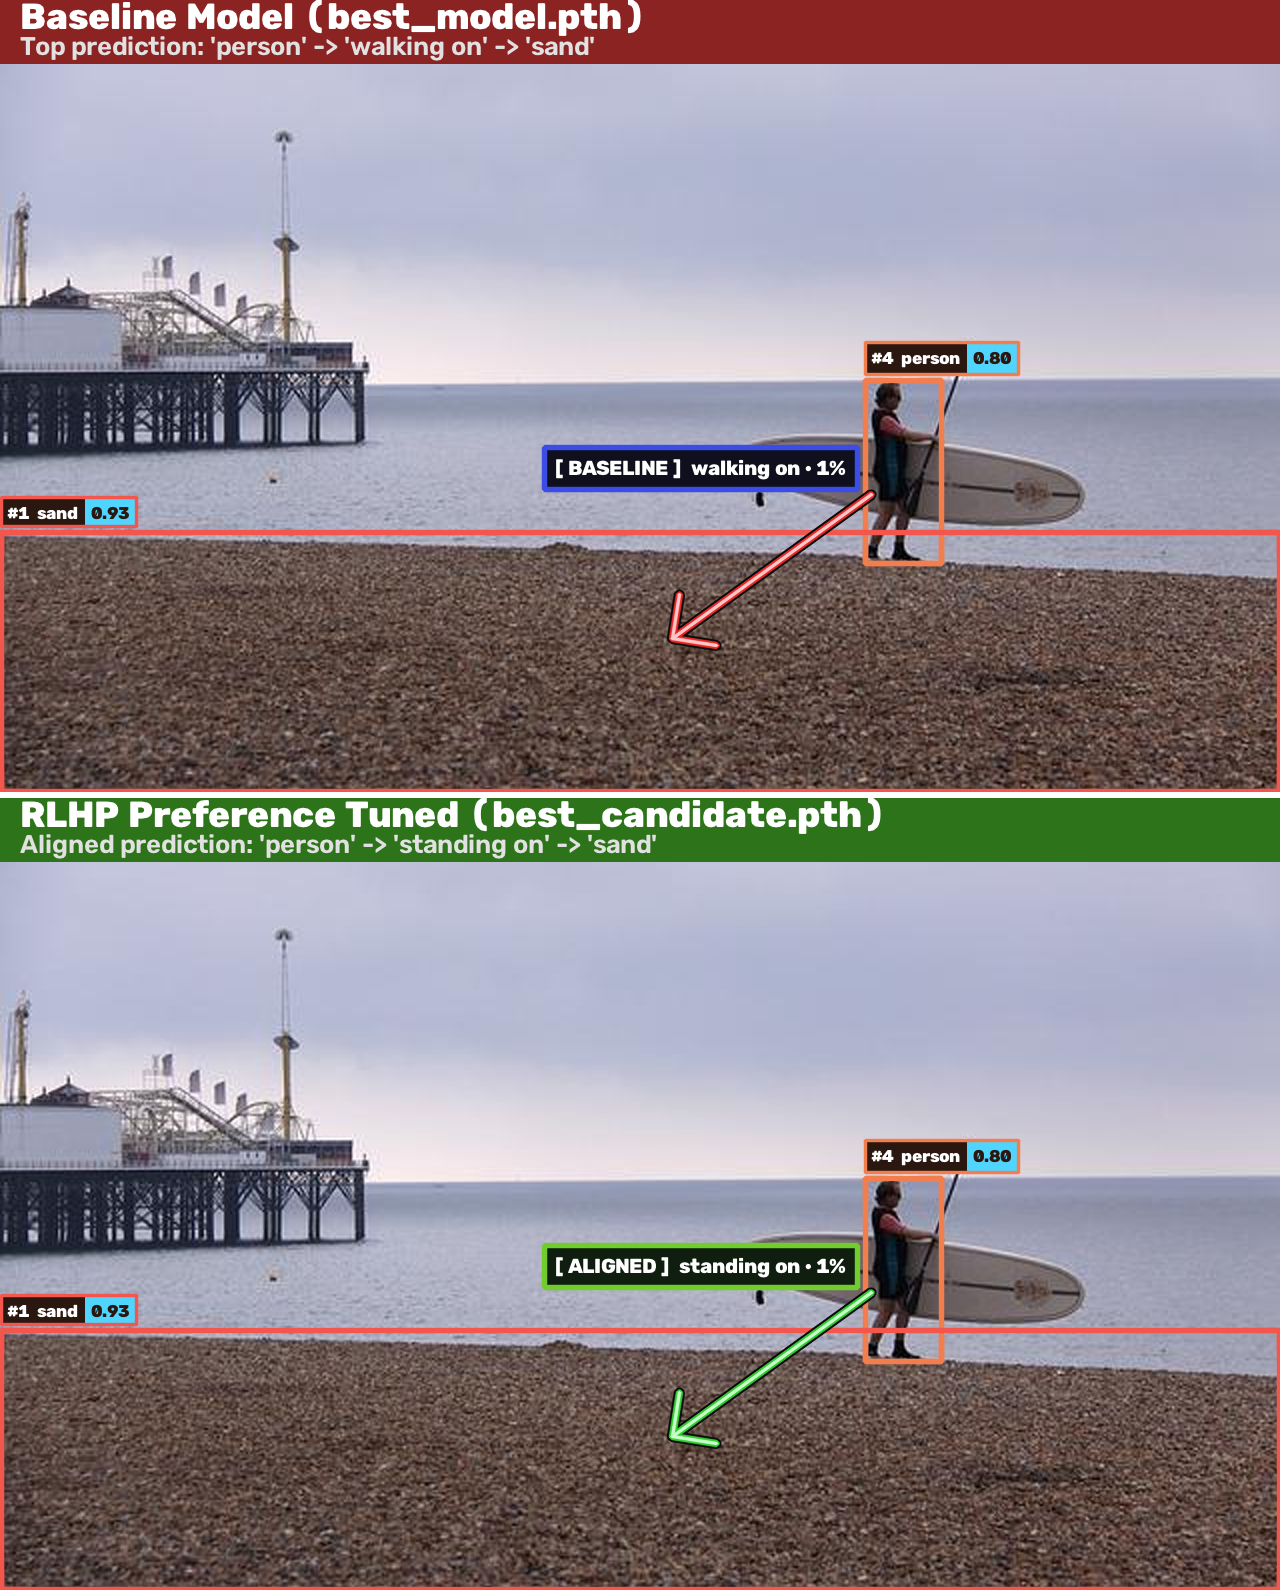 Baseline Model (best_model.pth)
Top prediction: 'person' -> 'walking on' -> 'sand'
#4 person 0.80
[ BASELINE ] walking on • 1%
#1 sand 0.93
RLHP Preference Tuned (best_candidate.pth)
Aligned prediction: 'person' -> 'standing on' -> 'sand'
#4 person 0.80
[ ALIGNED ] standing on • 1%
#1 sand 0.93